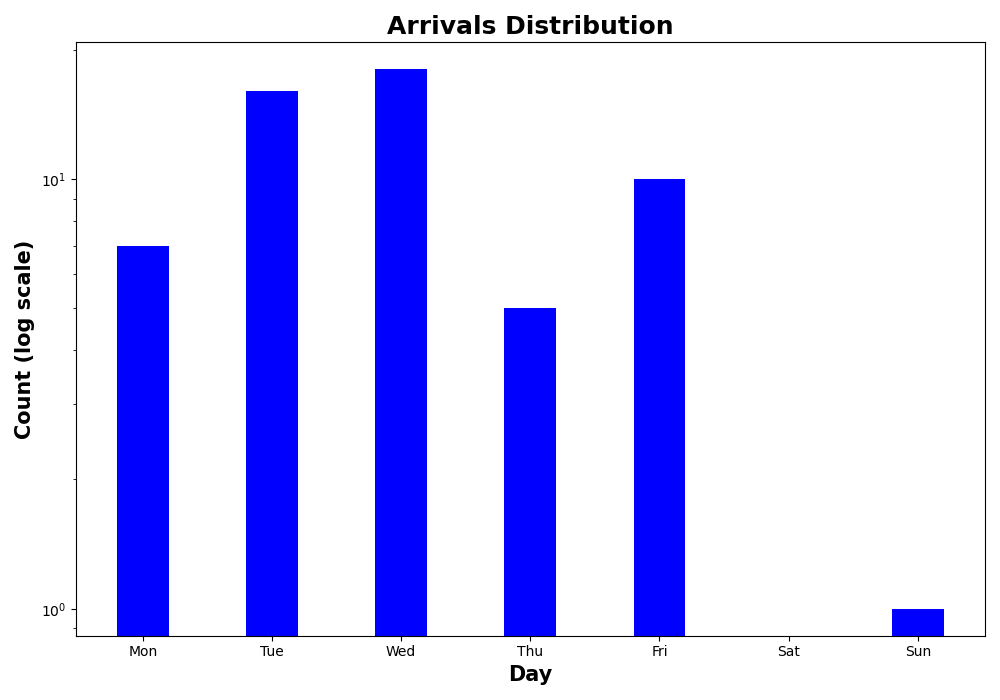 Arrivals Distribution
Count (log scale)
10¹
10⁰
Mon Tue Wed Thu Fri Sat Sun
Day